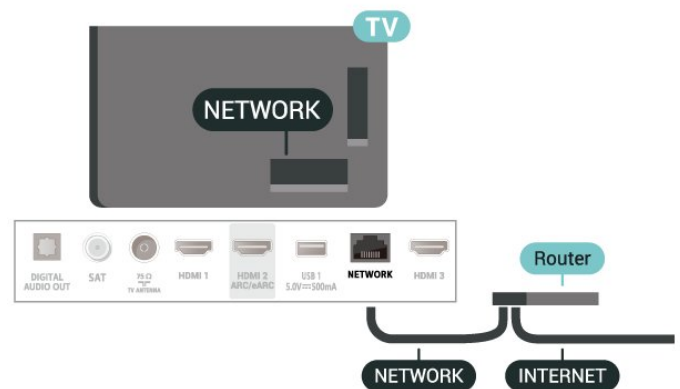 TV
NETWORK
DIGITAL
AUDIO OUT
SAT
75 Ω
TV ANTENNA
HDMI 1
HDMI 2
ARC/eARC
USB 1
5.0V⎓500mA
NETWORK
HDMI 3
Router
NETWORK
INTERNET